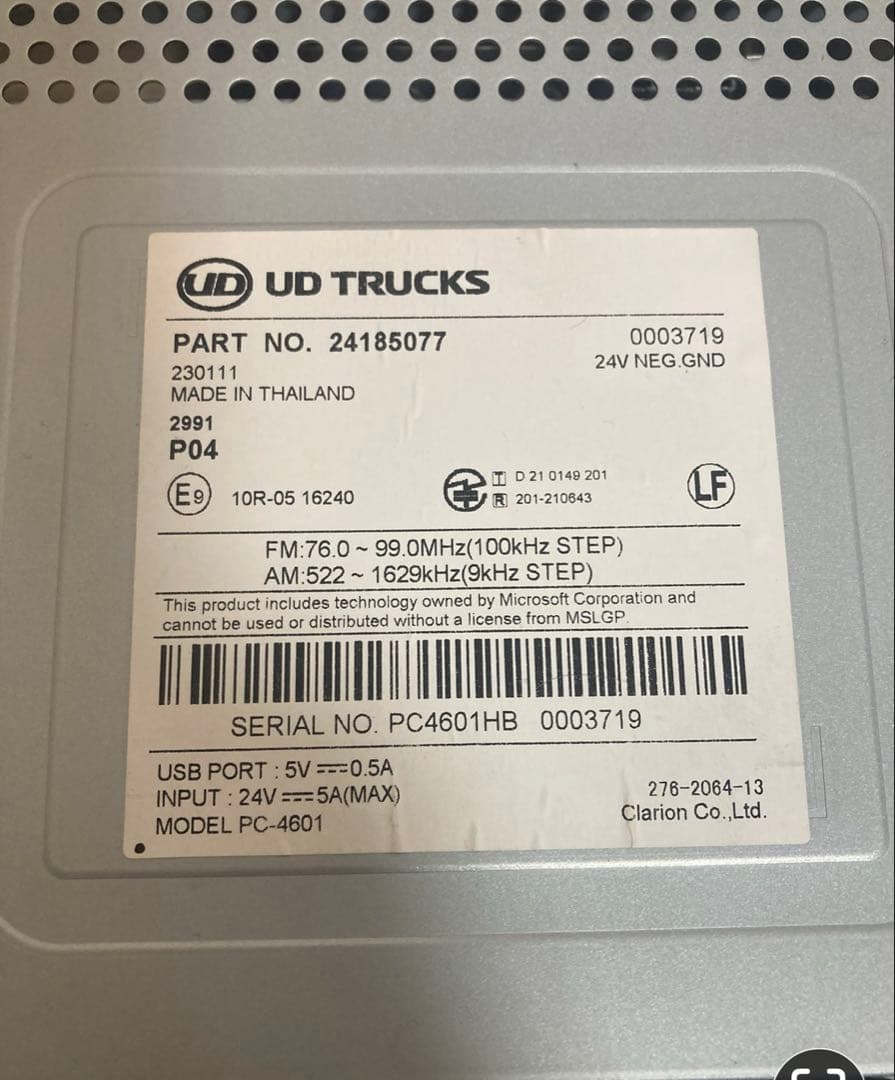 UD UD TRUCKS
PART NO. 24185077 0003719
230111 24V NEG.GND
MADE IN THAILAND
2991
P04
E9 10R-05 16240 T D 21 0149 201 LF
R 201-210643
FM:76.0 ~ 99.0MHz(100kHz STEP)
AM:522 ~ 1629kHz(9kHz STEP)
This product includes technology owned by Microsoft Corporation and
cannot be used or distributed without a license from MSLGP.
SERIAL NO. PC4601HB 0003719
USB PORT : 5V ⎓0.5A
INPUT : 24V ⎓5A(MAX) 276-2064-13
MODEL PC-4601 Clarion Co.,Ltd.